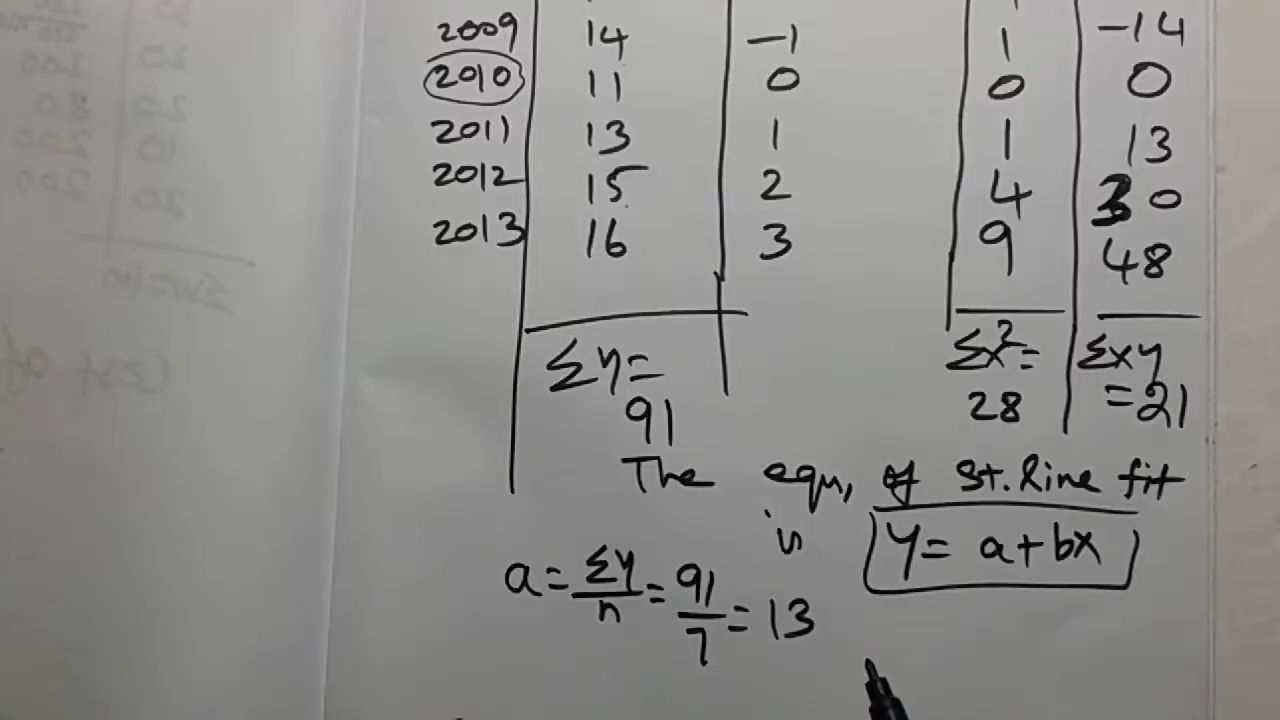 2009 14 -1 1 -14
2010 11 0 0 0
2011 13 1 1 13
2012 15 2 4 30
2013 16 3 9 48
Σy= Σx²= Σxy
91 28 =21
The equ, of St. line fit
is y = a+bx
a = Σy/n = 91/7 = 13